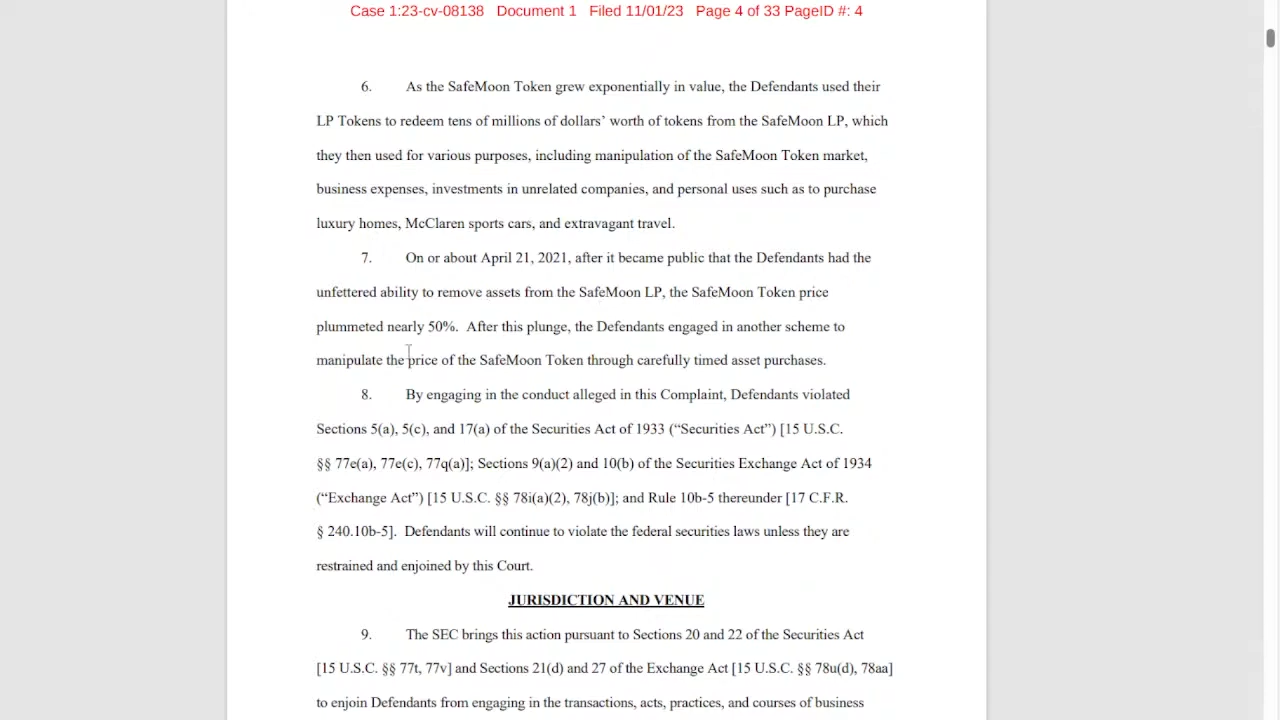 Case 1:23-cv-08138 Document 1 Filed 11/01/23 Page 4 of 33 PageID #: 4
6. As the SafeMoon Token grew exponentially in value, the Defendants used their
LP Tokens to redeem tens of millions of dollars’ worth of tokens from the SafeMoon LP, which
they then used for various purposes, including manipulation of the SafeMoon Token market,
business expenses, investments in unrelated companies, and personal uses such as to purchase
luxury homes, McClaren sports cars, and extravagant travel.
7. On or about April 21, 2021, after it became public that the Defendants had the
unfettered ability to remove assets from the SafeMoon LP, the SafeMoon Token price
plummeted nearly 50%. After this plunge, the Defendants engaged in another scheme to
manipulate the price of the SafeMoon Token through carefully timed asset purchases.
8. By engaging in the conduct alleged in this Complaint, Defendants violated
Sections 5(a), 5(c), and 17(a) of the Securities Act of 1933 (“Securities Act”) [15 U.S.C.
§§ 77e(a), 77e(c), 77q(a)]; Sections 9(a)(2) and 10(b) of the Securities Exchange Act of 1934
(“Exchange Act”) [15 U.S.C. §§ 78i(a)(2), 78j(b)]; and Rule 10b-5 thereunder [17 C.F.R.
§ 240.10b-5]. Defendants will continue to violate the federal securities laws unless they are
restrained and enjoined by this Court.
JURISDICTION AND VENUE
9. The SEC brings this action pursuant to Sections 20 and 22 of the Securities Act
[15 U.S.C. §§ 77t, 77v] and Sections 21(d) and 27 of the Exchange Act [15 U.S.C. §§ 78u(d), 78aa]
to enjoin Defendants from engaging in the transactions, acts, practices, and courses of business